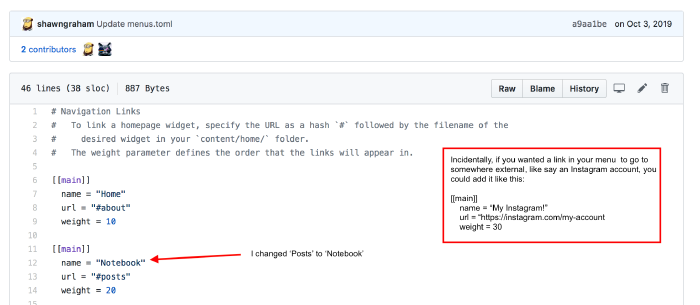 shawngraham Update menus.toml
a9aa1be on Oct 3, 2019
2 contributors
46 lines (38 sloc) 887 Bytes
Raw Blame History
1 # Navigation Links
2 #   To link a homepage widget, specify the URL as a hash `#` followed by the filename of the
3 #     desired widget in your `content/home/` folder.
4 #   The weight parameter defines the order that the links will appear in.
5
6 [[main]]
7   name = "Home"
8   url = "#about"
9   weight = 10
10
11 [[main]]
12   name = "Notebook"
13   url = "#posts"
14   weight = 20
15
Incidentally, if you wanted a link in your menu to go to
somewhere external, like say an Instagram account, you
could add it like this:
[[main]]
name = “My Instagram!”
url = “https://instagram.com/my-account
weight = 30
I changed ‘Posts’ to ‘Notebook’